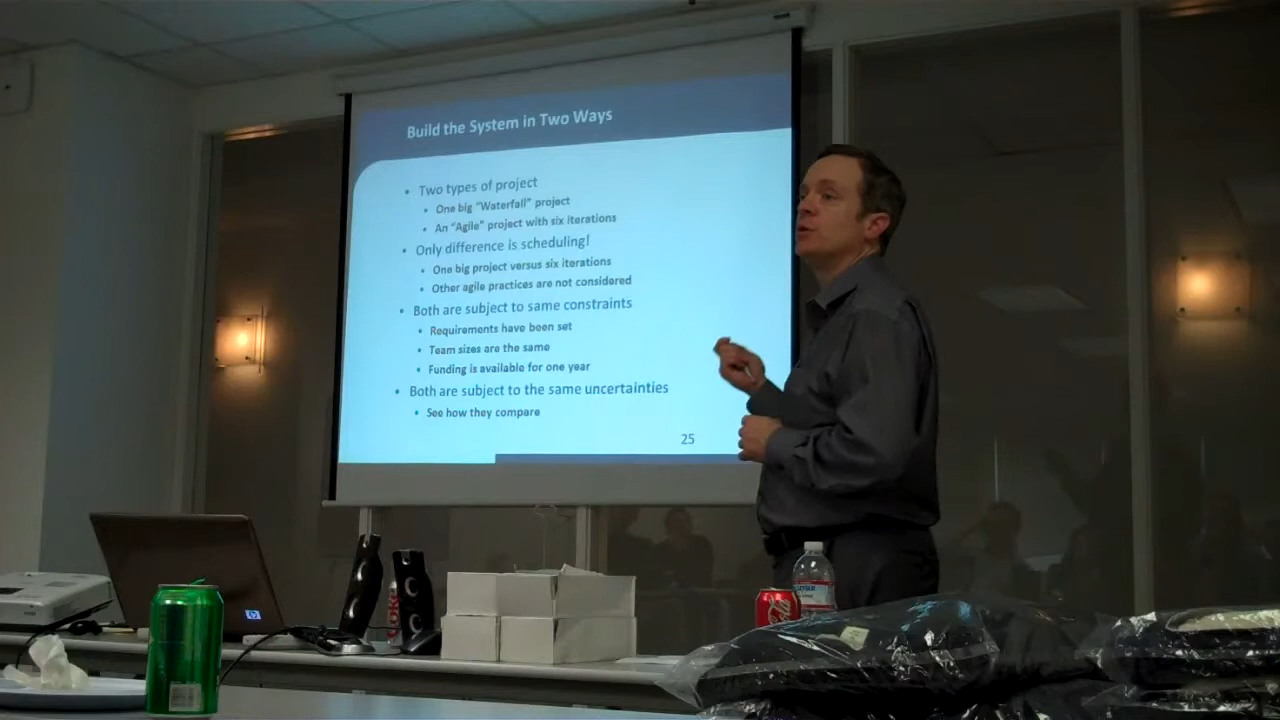 Build the System in Two Ways
• Two types of project
• One big "Waterfall" project
• An "Agile" project with six iterations
• Only difference is scheduling!
• One big project versus six iterations
• Other agile practices are not considered
• Both are subject to same constraints
• Requirements have been set
• Team sizes are the same
• Funding is available for one year
• Both are subject to the same uncertainties
• See how they compare
25
hp